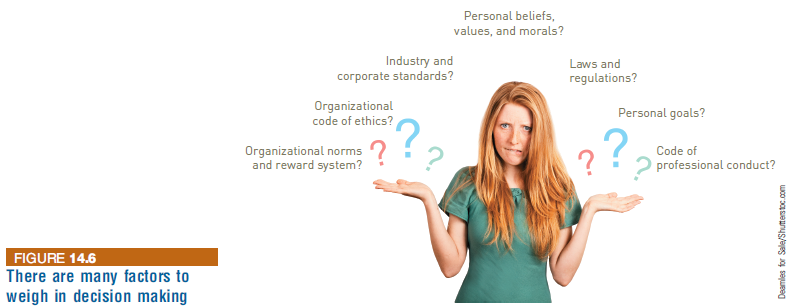 Personal beliefs,
values, and morals?
Industry and
corporate standards?
Laws and
regulations?
Organizational
code of ethics?
Personal goals?
Organizational norms
and reward system?
Code of
professional conduct?
? ? ?
? ? ?
FIGURE 14.6
There are many factors to
weigh in decision making
Deamles for Sale/Shutterstoc.com